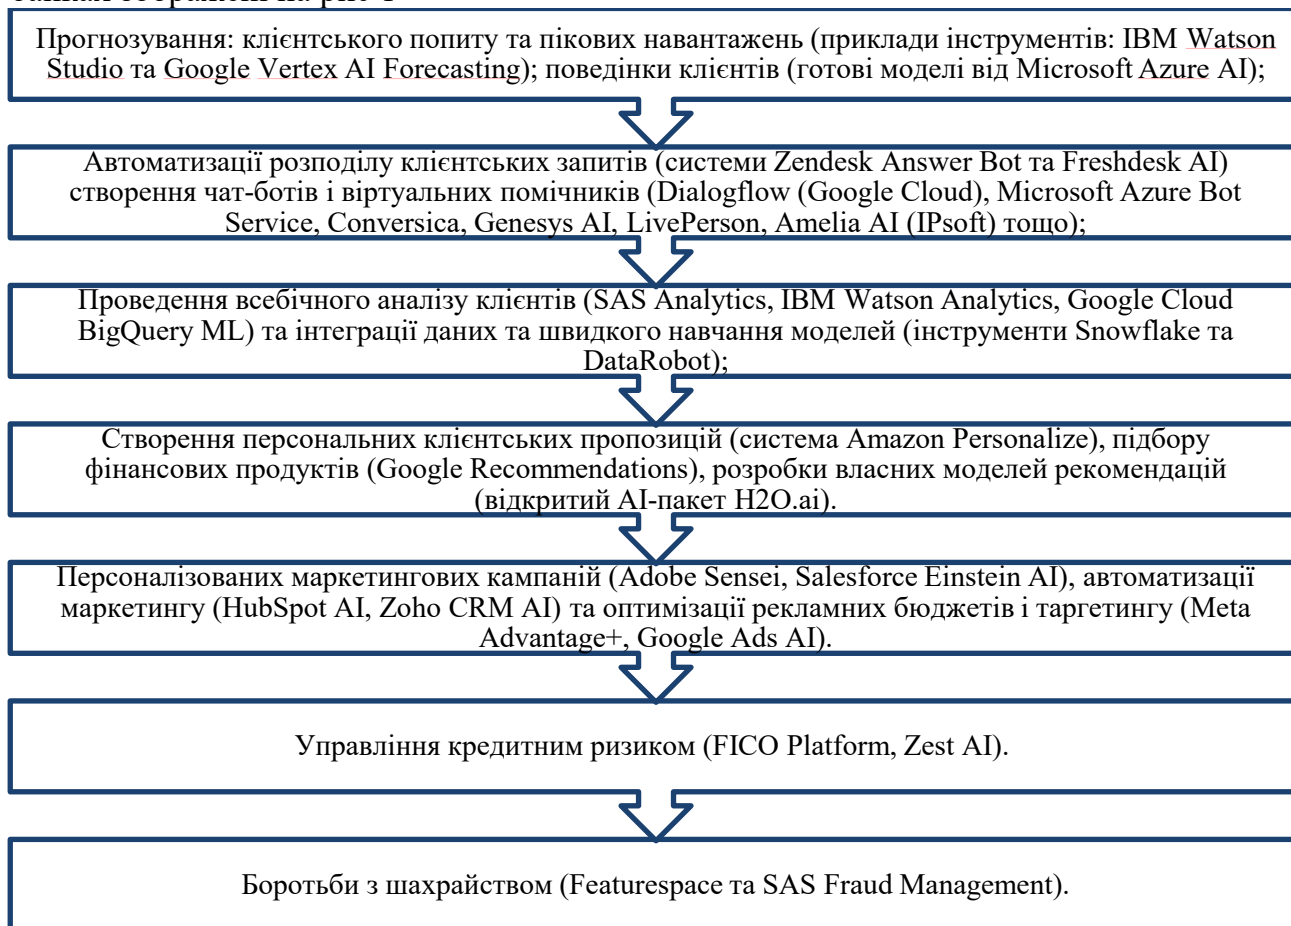 Прогнозування: клієнтського попиту та пікових навантажень (приклади інструментів: IBM Watson
Studio та Google Vertex AI Forecasting); поведінки клієнтів (готові моделі від Microsoft Azure AI);
Автоматизації розподілу клієнтських запитів (системи Zendesk Answer Bot та Freshdesk AI)
створення чат-ботів і віртуальних помічників (Dialogflow (Google Cloud), Microsoft Azure Bot
Service, Conversica, Genesys AI, LivePerson, Amelia AI (IPsoft) тощо);
Проведення всебічного аналізу клієнтів (SAS Analytics, IBM Watson Analytics, Google Cloud
BigQuery ML) та інтеграції даних та швидкого навчання моделей (інструменти Snowflake та
DataRobot);
Створення персональних клієнтських пропозицій (система Amazon Personalize), підбору
фінансових продуктів (Google Recommendations), розробки власних моделей рекомендацій
(відкритий AI-пакет H2O.ai).
Персоналізованих маркетингових кампаній (Adobe Sensei, Salesforce Einstein AI), автоматизації
маркетингу (HubSpot AI, Zoho CRM AI) та оптимізації рекламних бюджетів і таргетингу (Meta
Advantage+, Google Ads AI).
Управління кредитним ризиком (FICO Platform, Zest AI).
Боротьби з шахрайством (Featurespace та SAS Fraud Management).